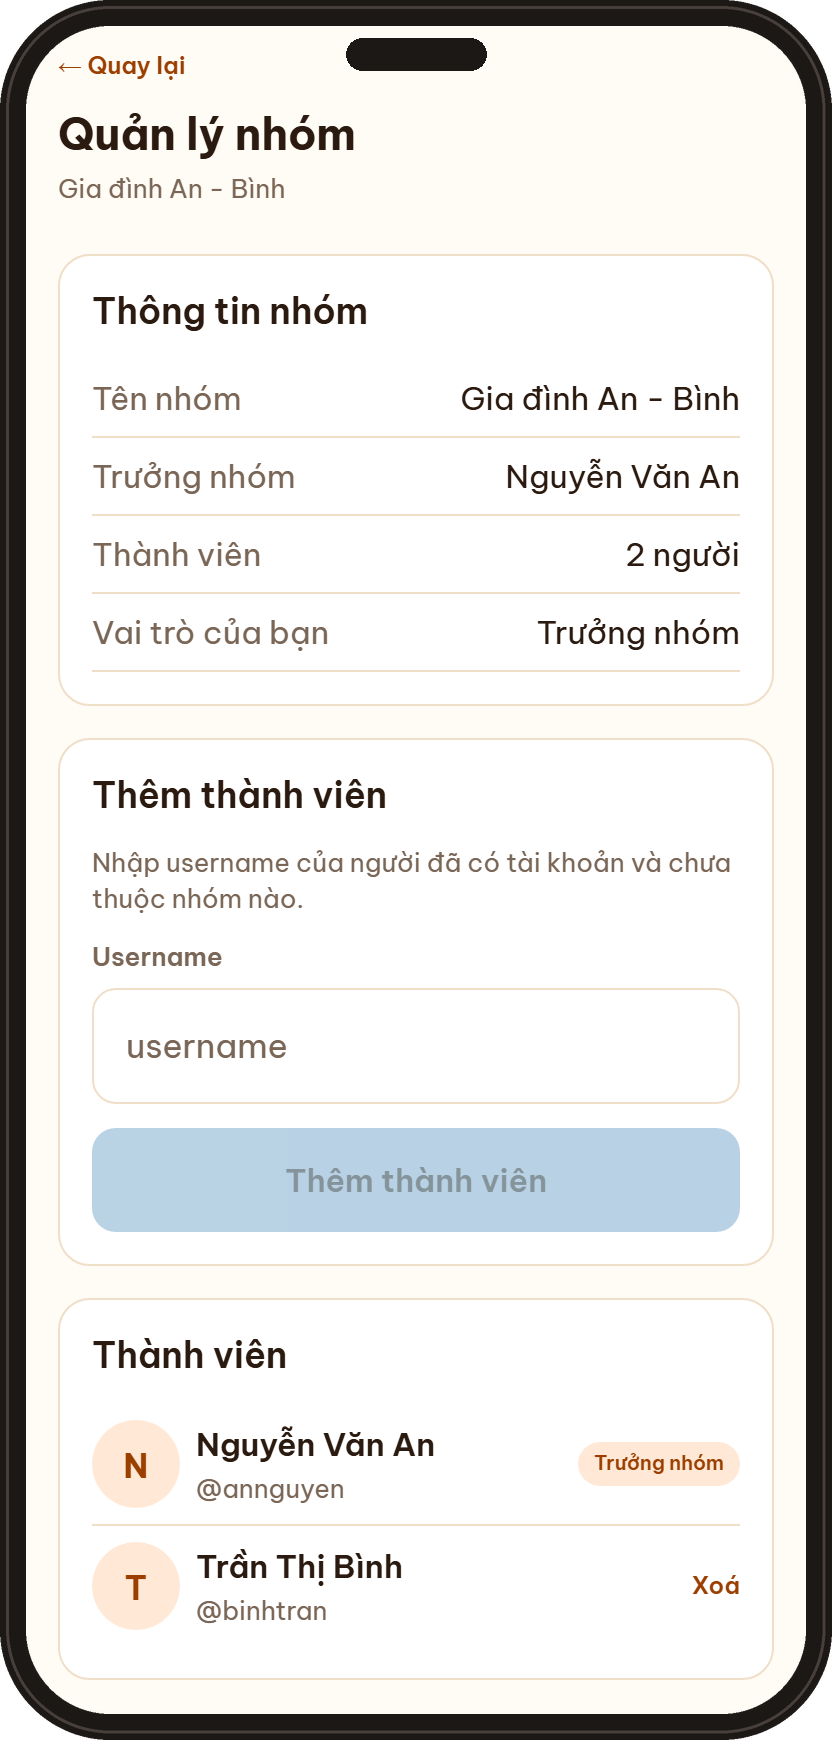 ← Quay lại
Quản lý nhóm
Gia đình An - Bình
Thông tin nhóm
Tên nhóm Gia đình An - Bình
Trưởng nhóm Nguyễn Văn An
Thành viên 2 người
Vai trò của bạn Trưởng nhóm
Thêm thành viên
Nhập username của người đã có tài khoản và chưa
thuộc nhóm nào.
Username
username
Thêm thành viên
Thành viên
N Nguyễn Văn An Trưởng nhóm
@annguyen
T Trần Thị Bình Xoá
@binhtran